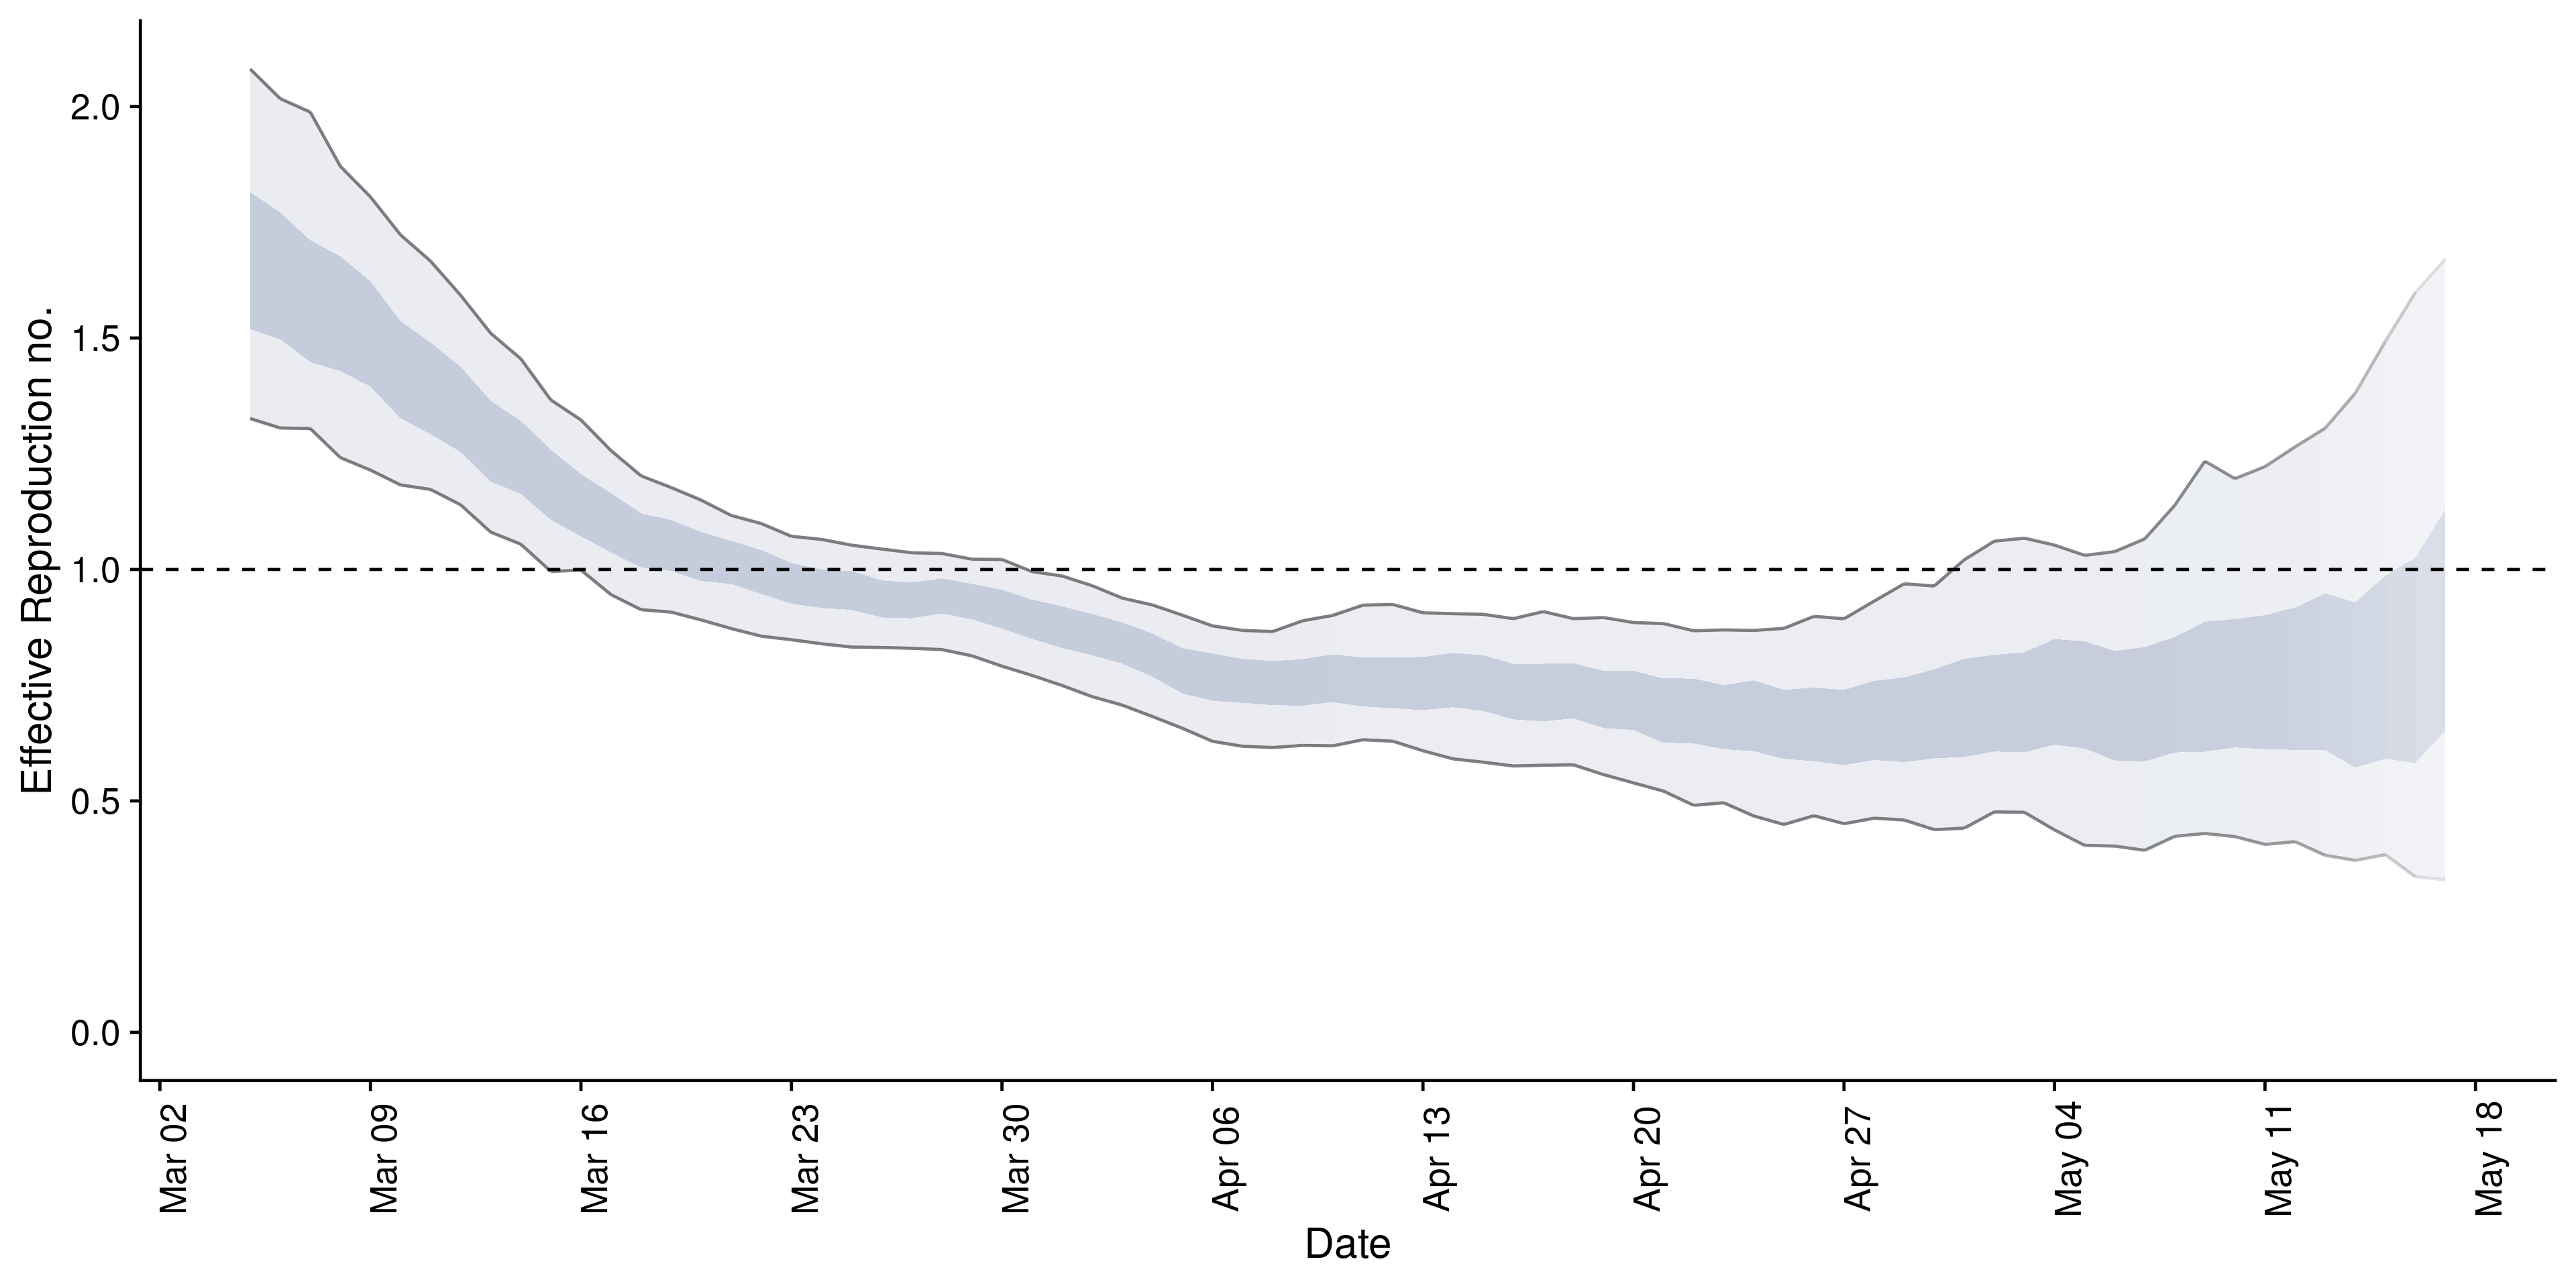 Effective Reproduction no.
2.0
1.5
1.0
0.5
0.0
Mar 02
Mar 09
Mar 16
Mar 23
Mar 30
Apr 06
Apr 13
Apr 20
Apr 27
May 04
May 11
May 18
Date